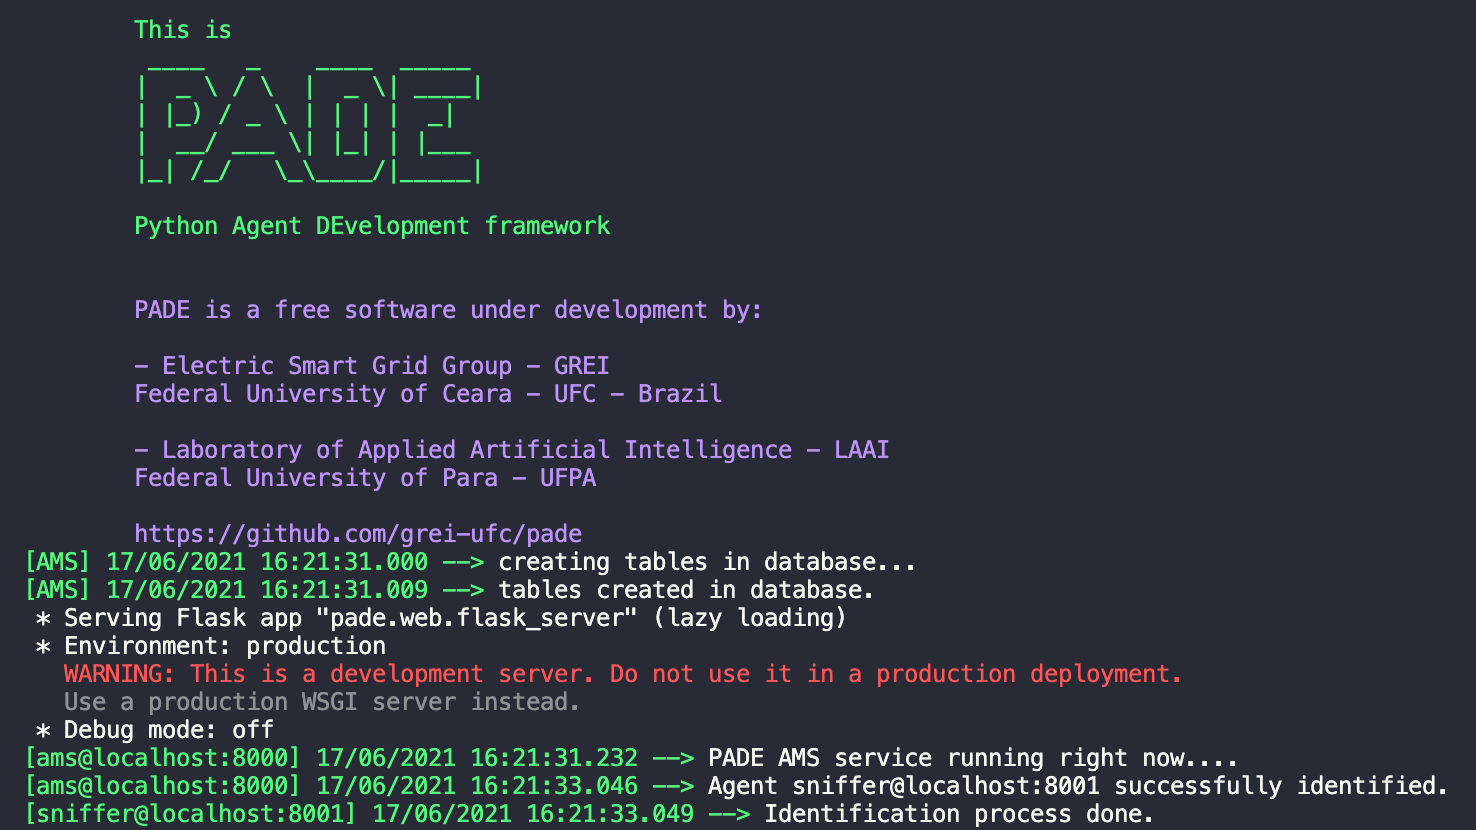 This is
 ____   _    ____  _____
|  _ \ / \  |  _ \| ____|
| |_) / _ \ | | | |  _|
|  __/ ___ \| |_| | |___
|_| /_/   \_\____/|_____|
Python Agent DEvelopment framework
PADE is a free software under development by:
- Electric Smart Grid Group - GREI
Federal University of Ceara - UFC - Brazil
- Laboratory of Applied Artificial Intelligence - LAAI
Federal University of Para - UFPA
https://github.com/grei-ufc/pade
[AMS] 17/06/2021 16:21:31.000 --> creating tables in database...
[AMS] 17/06/2021 16:21:31.009 --> tables created in database.
* Serving Flask app "pade.web.flask_server" (lazy loading)
* Environment: production
WARNING: This is a development server. Do not use it in a production deployment.
Use a production WSGI server instead.
* Debug mode: off
[ams@localhost:8000] 17/06/2021 16:21:31.232 --> PADE AMS service running right now....
[ams@localhost:8000] 17/06/2021 16:21:33.046 --> Agent sniffer@localhost:8001 successfully identified.
[sniffer@localhost:8001] 17/06/2021 16:21:33.049 --> Identification process done.